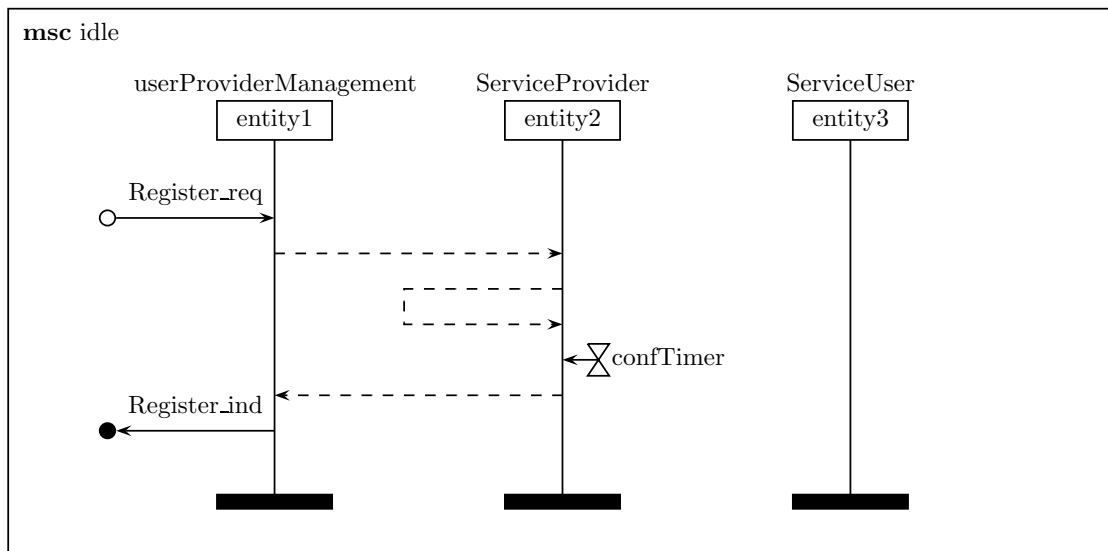 msc idle
userProviderManagement ServiceProvider ServiceUser
entity1 entity2 entity3
Register_req
confTimer
Register_ind